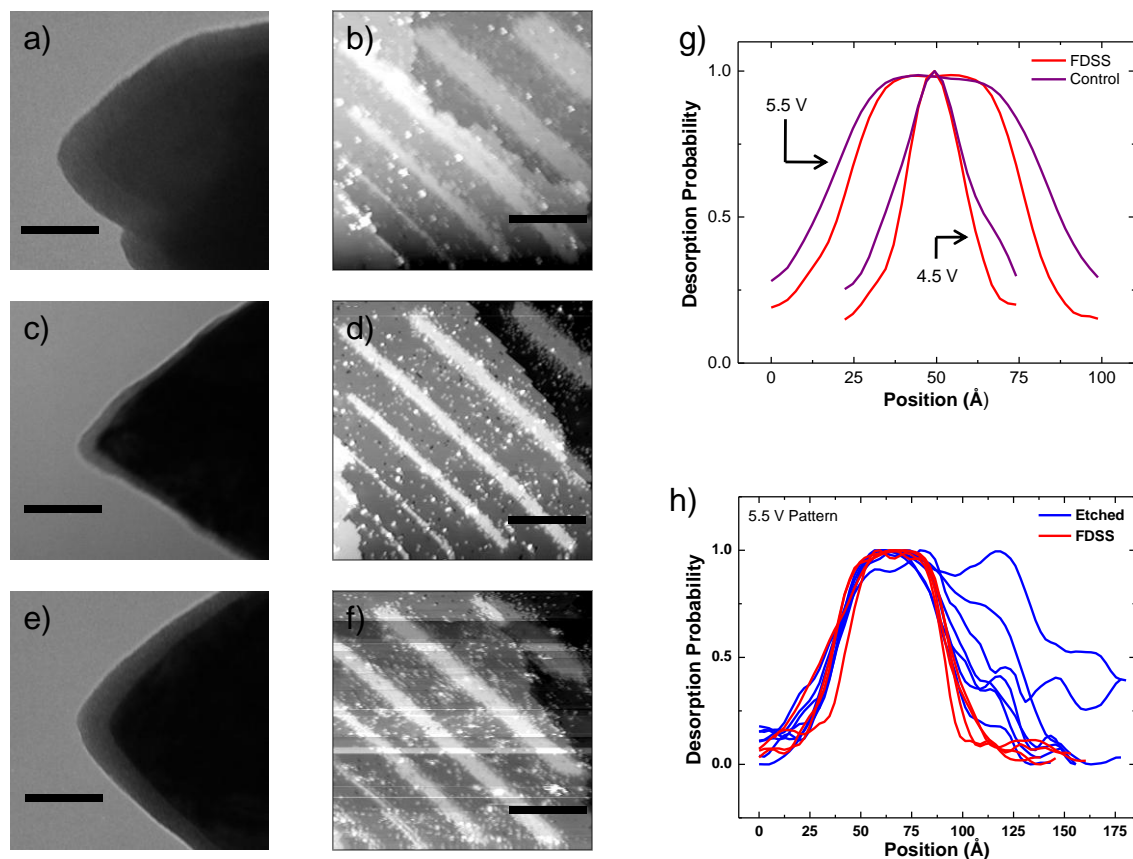 a)
b)
c)
d)
e)
f)
g)
FDSS
Control
5.5 V
4.5 V
1.0
0.5
0.0
Desorption Probability
0 25 50 75 100
Position (Å)
h)
5.5 V Pattern
Etched
FDSS
1.0
0.5
0.0
Desorption Probability
0 25 50 75 100 125 150 175
Position (Å)